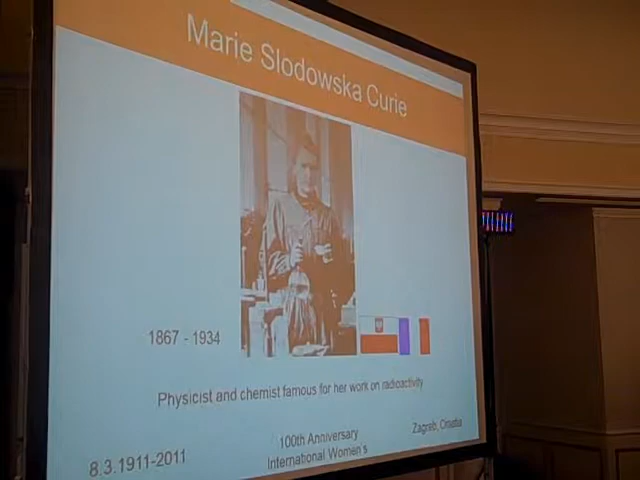 Marie Slodowska Curie
1867 - 1934
Physicist and chemist famous for her work on radioactivity
8.3.1911-2011
100th Anniversary
International Women's
Zagreb, Croatia